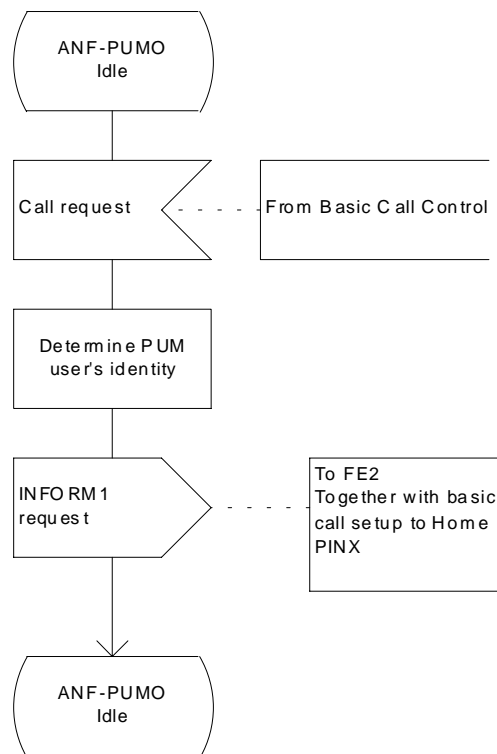 ANF-PUMO
Idle
Call request
From Basic Call Control
Determine PUM
user's identity
INFORM1
request
To FE2
Together with basic
call setup to Home
PINX
ANF-PUMO
Idle